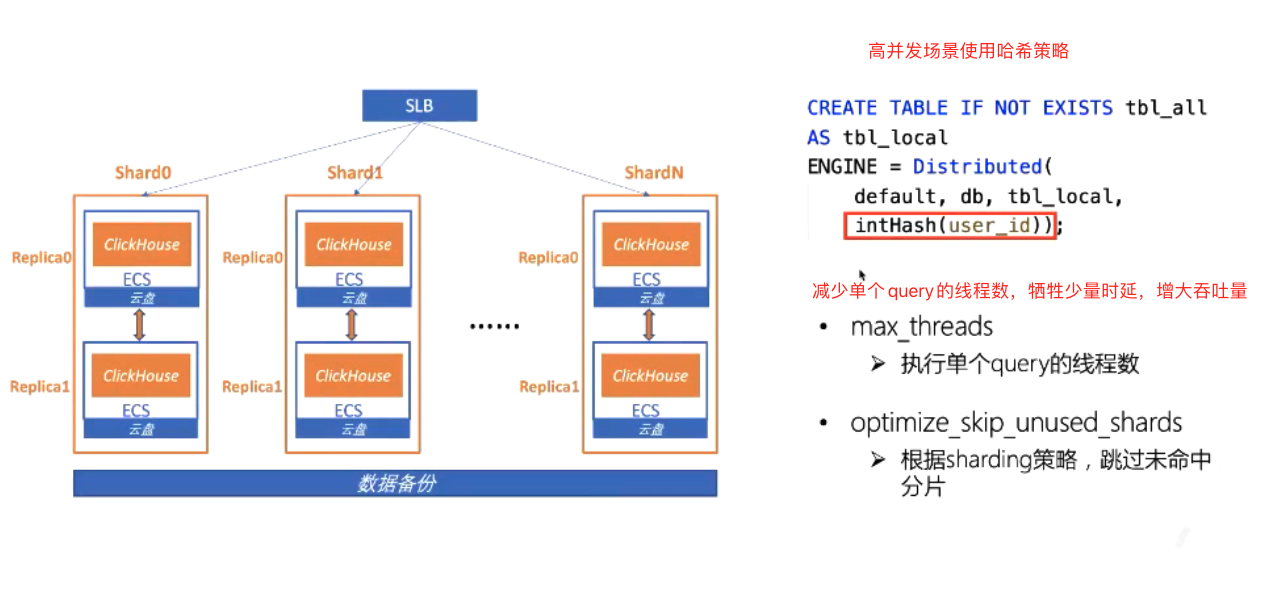 SLB
Shard0
Shard1
ShardN
Replica0
ClickHouse
ECS
云盘
Replica0
ClickHouse
ECS
云盘
......
Replica0
ClickHouse
ECS
云盘
Replica1
ClickHouse
ECS
云盘
Replica1
ClickHouse
ECS
云盘
Replica1
ClickHouse
ECS
云盘
数据备份
高并发场景使用哈希策略
CREATE TABLE IF NOT EXISTS tbl_all
AS tbl_local
ENGINE = Distributed(
default, db, tbl_local,
intHash(user_id));
减少单个query的线程数，牺牲少量时延，增大吞吐量
• max_threads
➢ 执行单个query的线程数
• optimize_skip_unused_shards
➢ 根据sharding策略，跳过未命中
分片